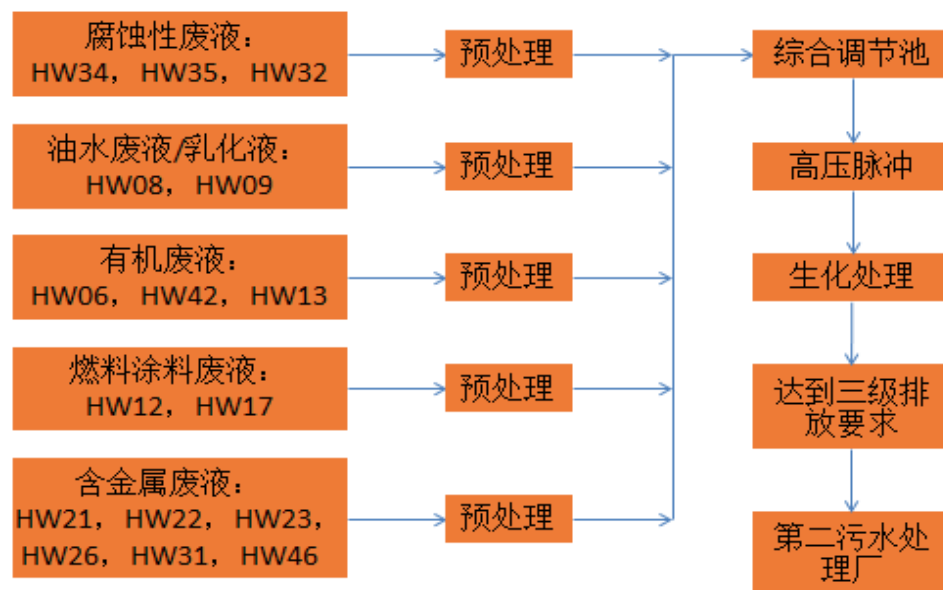 腐蚀性废液：
HW34，HW35，HW32
预处理
综合调节池
油水废液/乳化液：
HW08，HW09
预处理
高压脉冲
有机废液：
HW06，HW42，HW13
预处理
生化处理
燃料涂料废液：
HW12，HW17
预处理
达到三级排
放要求
含金属废液：
HW21，HW22，HW23，
HW26，HW31，HW46
预处理
第二污水处
理厂